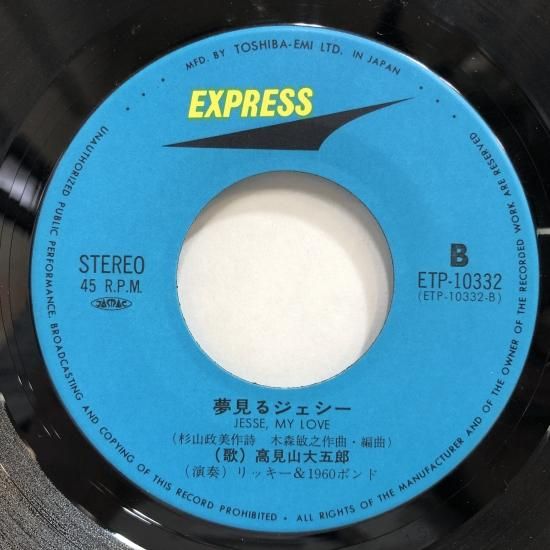 MFD. BY TOSHIBA-EMI LTD. IN JAPAN
EXPRESS
STEREO
45 R.P.M.
JASRAC
B
ETP-10332
(ETP-10332-B)
夢見るジェシー
JESSE, MY LOVE
(杉山政美作詩 木森敏之作曲・編曲)
(歌) 高見山大五郎
(演奏) リッキー&1960ポンド
UNAUTHORIZED PUBLIC PERFORMANCE, BROADCASTING AND COPYING OF THIS RECORD PROHIBITED • ALL RIGHTS OF THE MANUFACTURER AND OF THE OWNER OF THE RECORDED WORK ARE RESERVED